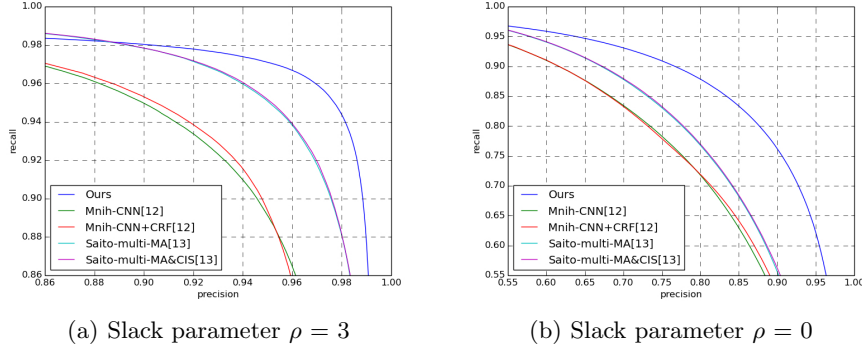 1.00
0.98
0.96
0.94
0.92
0.90
0.88
0.86
recall
Ours
Mnih-CNN[12]
Mnih-CNN+CRF[12]
Saito-multi-MA[13]
Saito-multi-MA&CIS[13]
0.86 0.88 0.90 0.92 0.94 0.96 0.98 1.00
precision
(a) Slack parameter ρ = 3
1.00
0.95
0.90
0.85
0.80
0.75
0.70
0.65
0.60
0.55
recall
Ours
Mnih-CNN[12]
Mnih-CNN+CRF[12]
Saito-multi-MA[13]
Saito-multi-MA&CIS[13]
0.55 0.60 0.65 0.70 0.75 0.80 0.85 0.90 0.95 1.00
precision
(b) Slack parameter ρ = 0